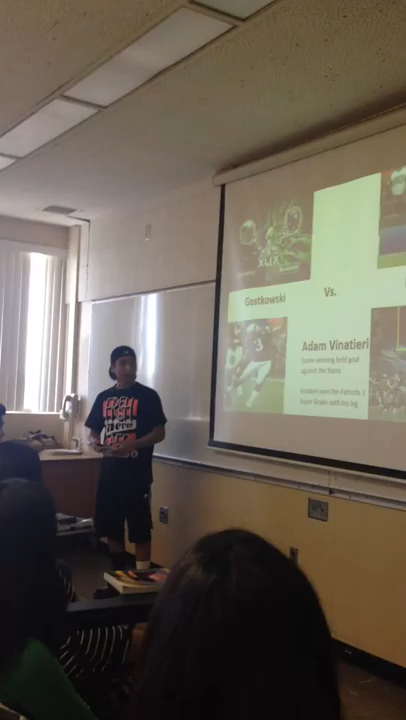 XLIX
Gostkowski
Vs.
Adam Vinatieri
Game winning field goal
against the Rams
Vinatieri won the Patriots 3
Super Bowls with his leg